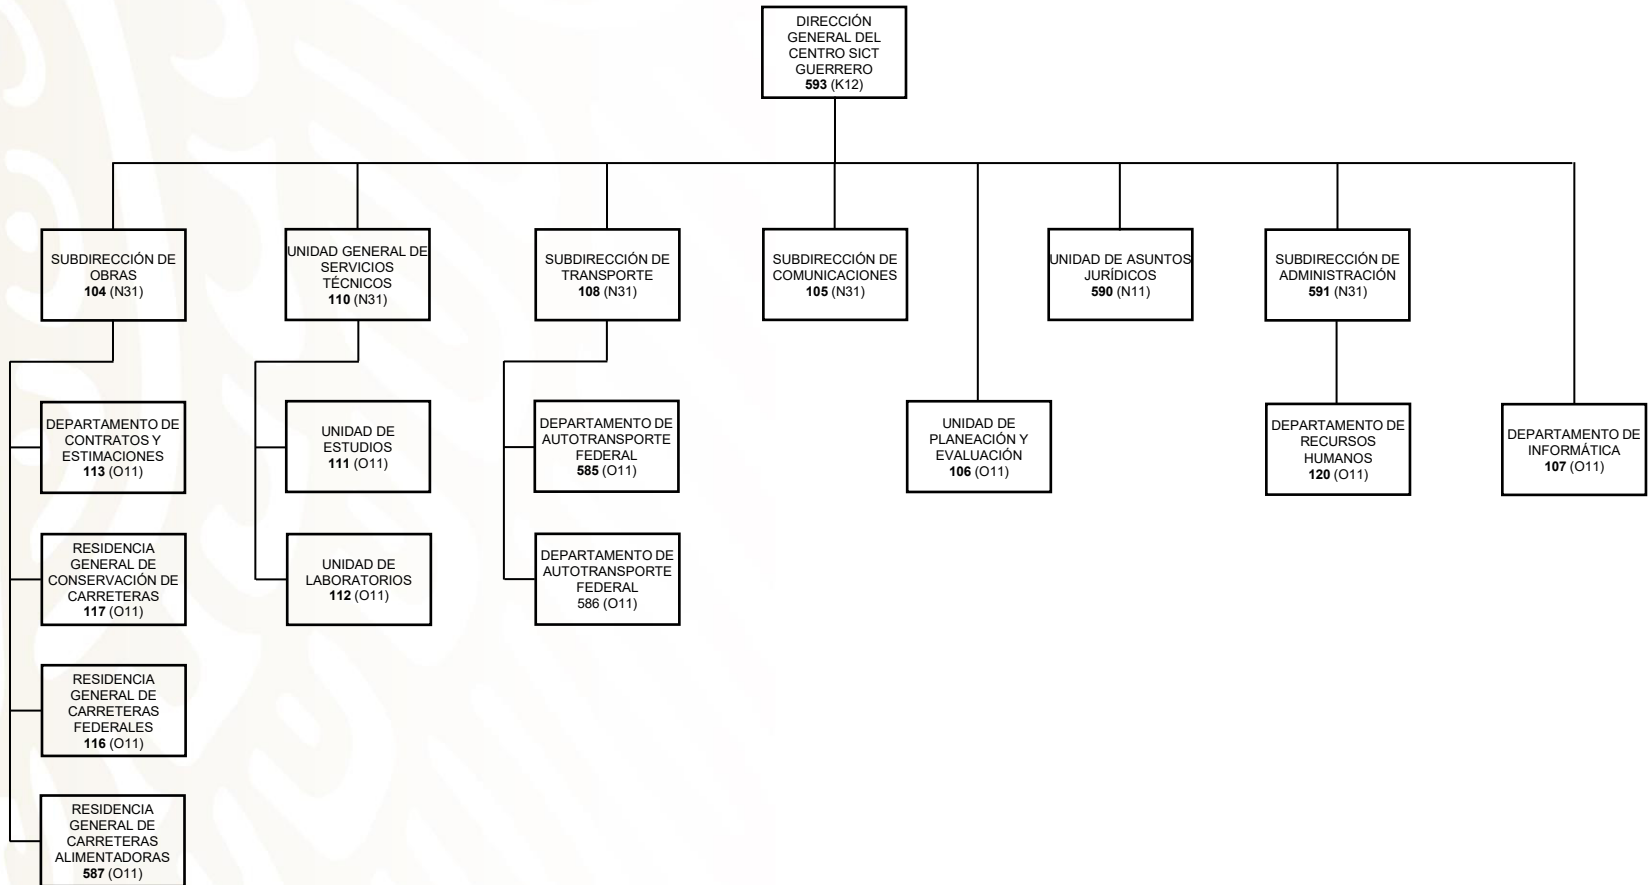 DIRECCIÓN
GENERAL DEL
CENTRO SICT
GUERRERO
593 (K12)
SUBDIRECCIÓN DE
OBRAS
104 (N31)
UNIDAD GENERAL DE
SERVICIOS
TÉCNICOS
110 (N31)
SUBDIRECCIÓN DE
TRANSPORTE
108 (N31)
SUBDIRECCIÓN DE
COMUNICACIONES
105 (N31)
UNIDAD DE ASUNTOS
JURÍDICOS
590 (N11)
SUBDIRECCIÓN DE
ADMINISTRACIÓN
591 (N31)
DEPARTAMENTO DE
CONTRATOS Y
ESTIMACIONES
113 (O11)
UNIDAD DE
ESTUDIOS
111 (O11)
DEPARTAMENTO DE
AUTOTRANSPORTE
FEDERAL
585 (O11)
UNIDAD DE
PLANEACIÓN Y
EVALUACIÓN
106 (O11)
DEPARTAMENTO DE
RECURSOS
HUMANOS
120 (O11)
DEPARTAMENTO DE
INFORMÁTICA
107 (O11)
RESIDENCIA
GENERAL DE
CONSERVACIÓN DE
CARRETERAS
117 (O11)
UNIDAD DE
LABORATORIOS
112 (O11)
DEPARTAMENTO DE
AUTOTRANSPORTE
FEDERAL
586 (O11)
RESIDENCIA
GENERAL DE
CARRETERAS
FEDERALES
116 (O11)
RESIDENCIA
GENERAL DE
CARRETERAS
ALIMENTADORAS
587 (O11)